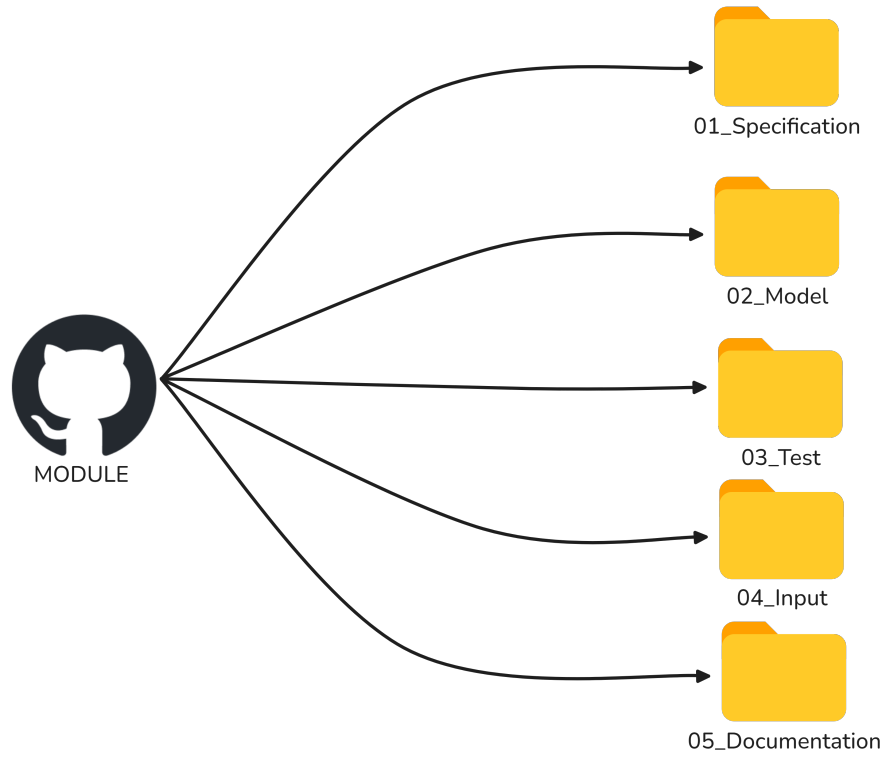 01_Specification
02_Model
MODULE
03_Test
04_Input
05_Documentation